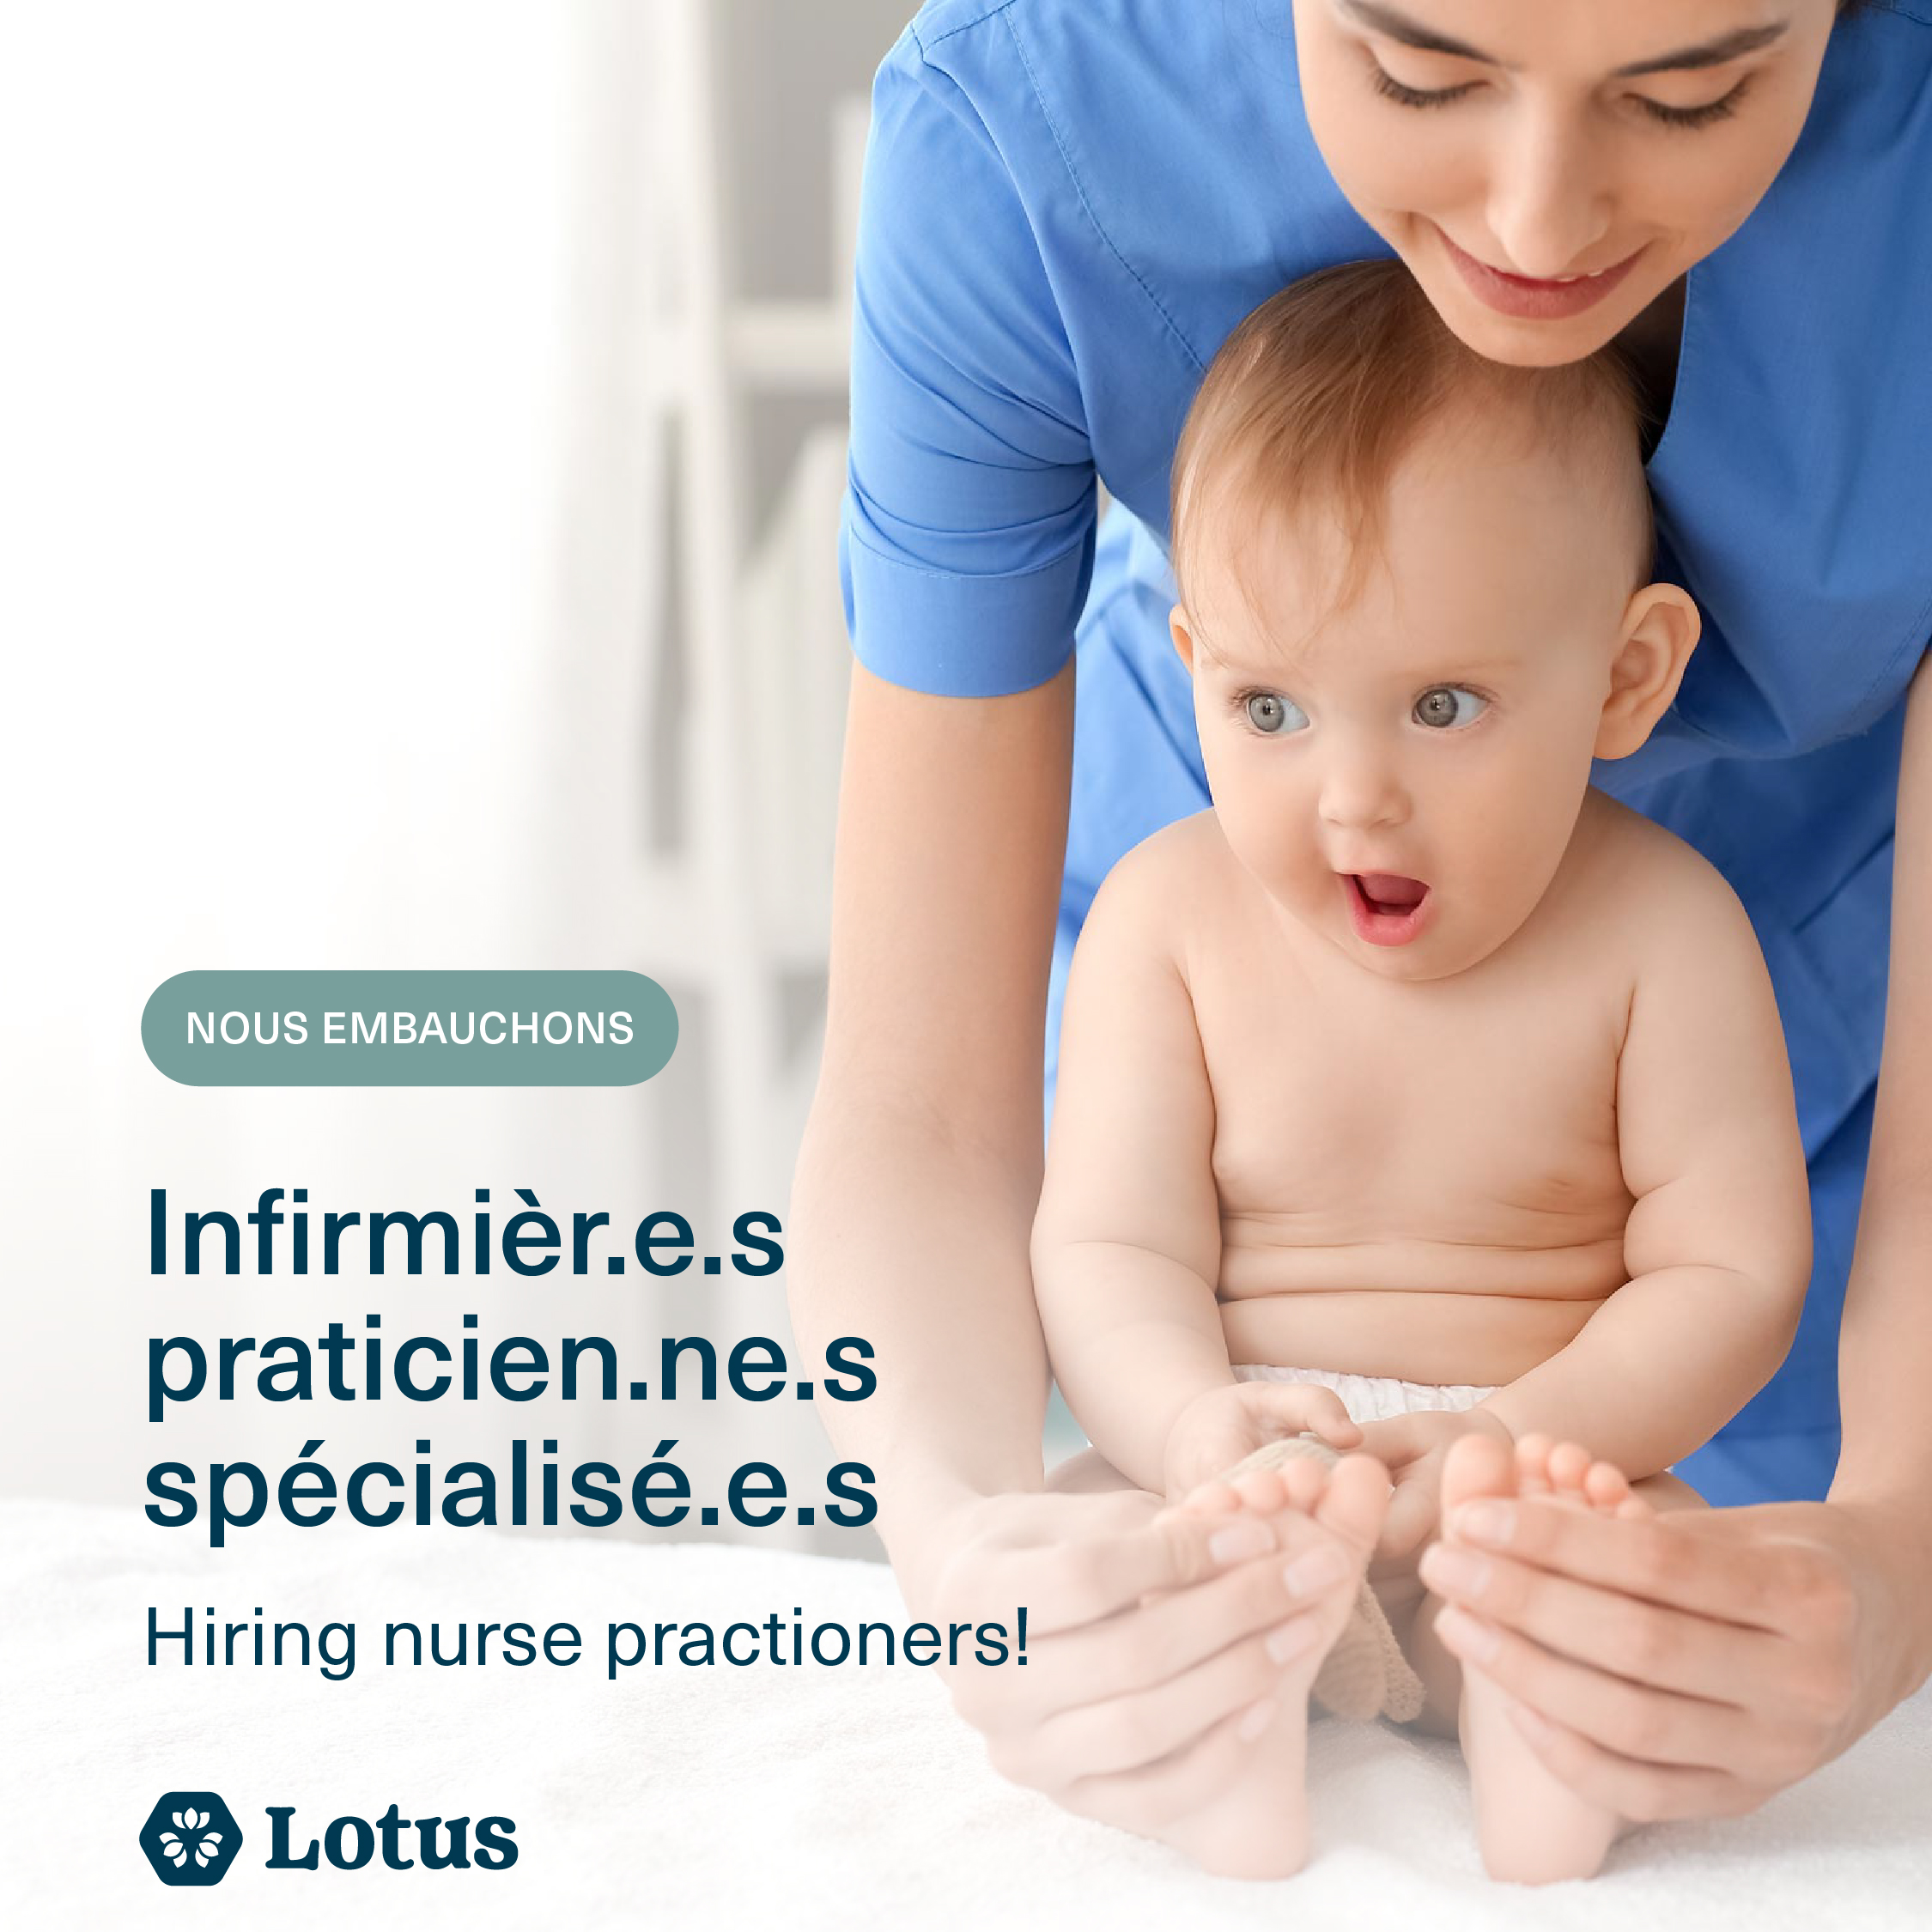 NOUS EMBAUCHONS
Infirmièr.e.s
praticien.ne.s
spécialisé.e.s
Hiring nurse practioners!
Lotus